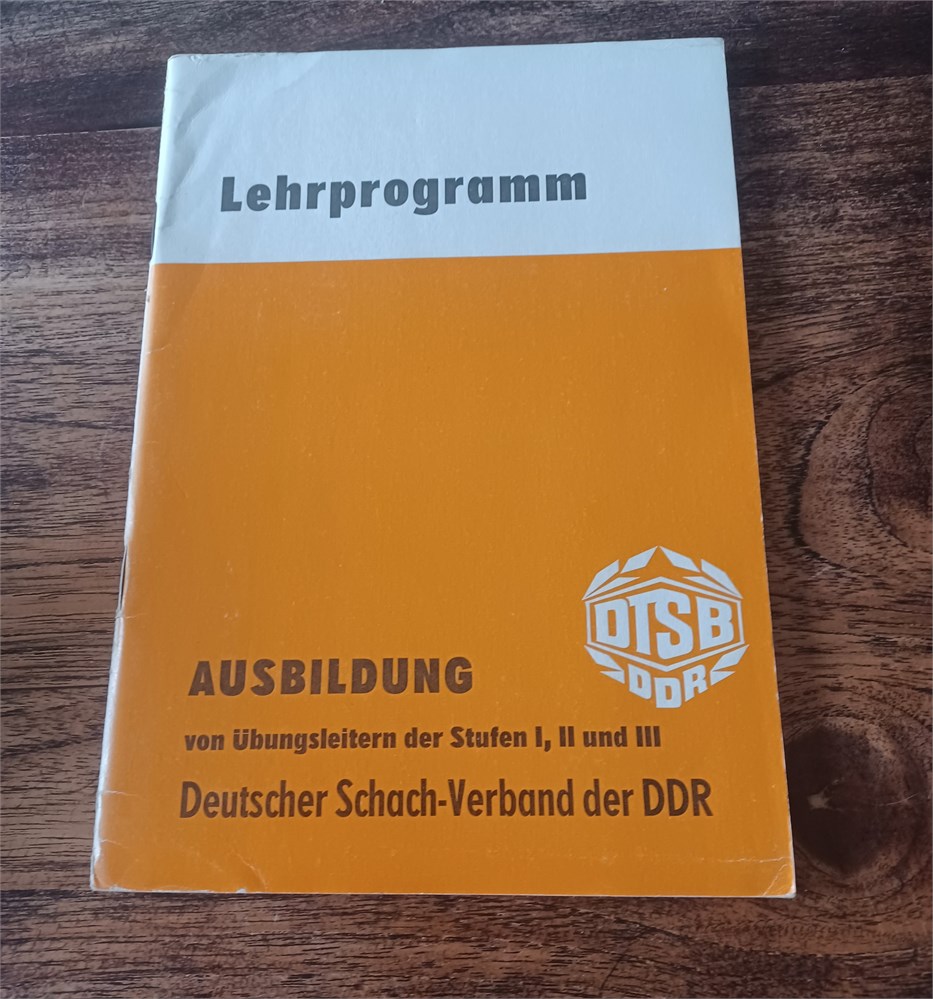 Lehrprogramm
DTSB
DDR
AUSBILDUNG
von Übungsleitern der Stufen I, II und III
Deutscher Schach-Verband der DDR